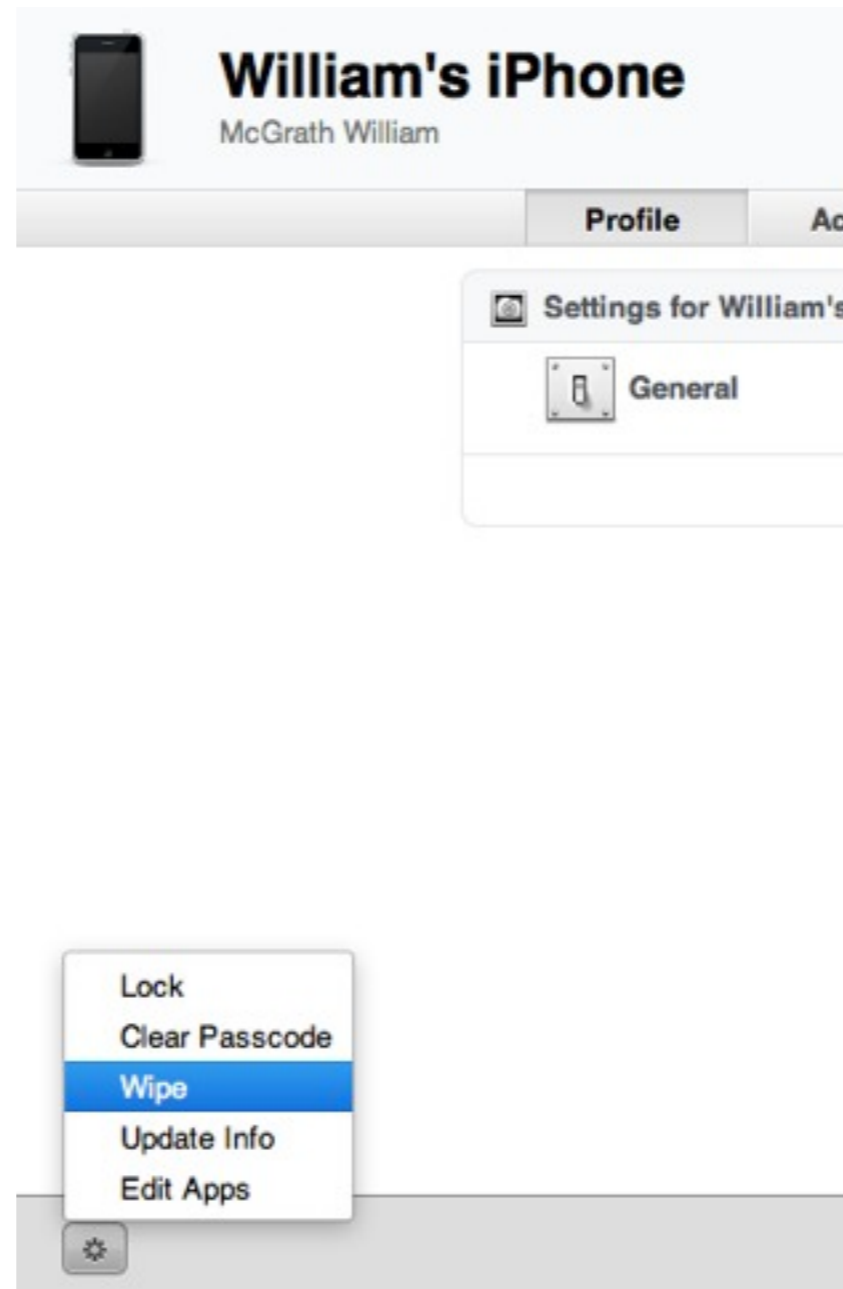 William's iPhone
McGrath William
Profile
Settings for William's
General
Lock
Clear Passcode
Wipe
Update Info
Edit Apps